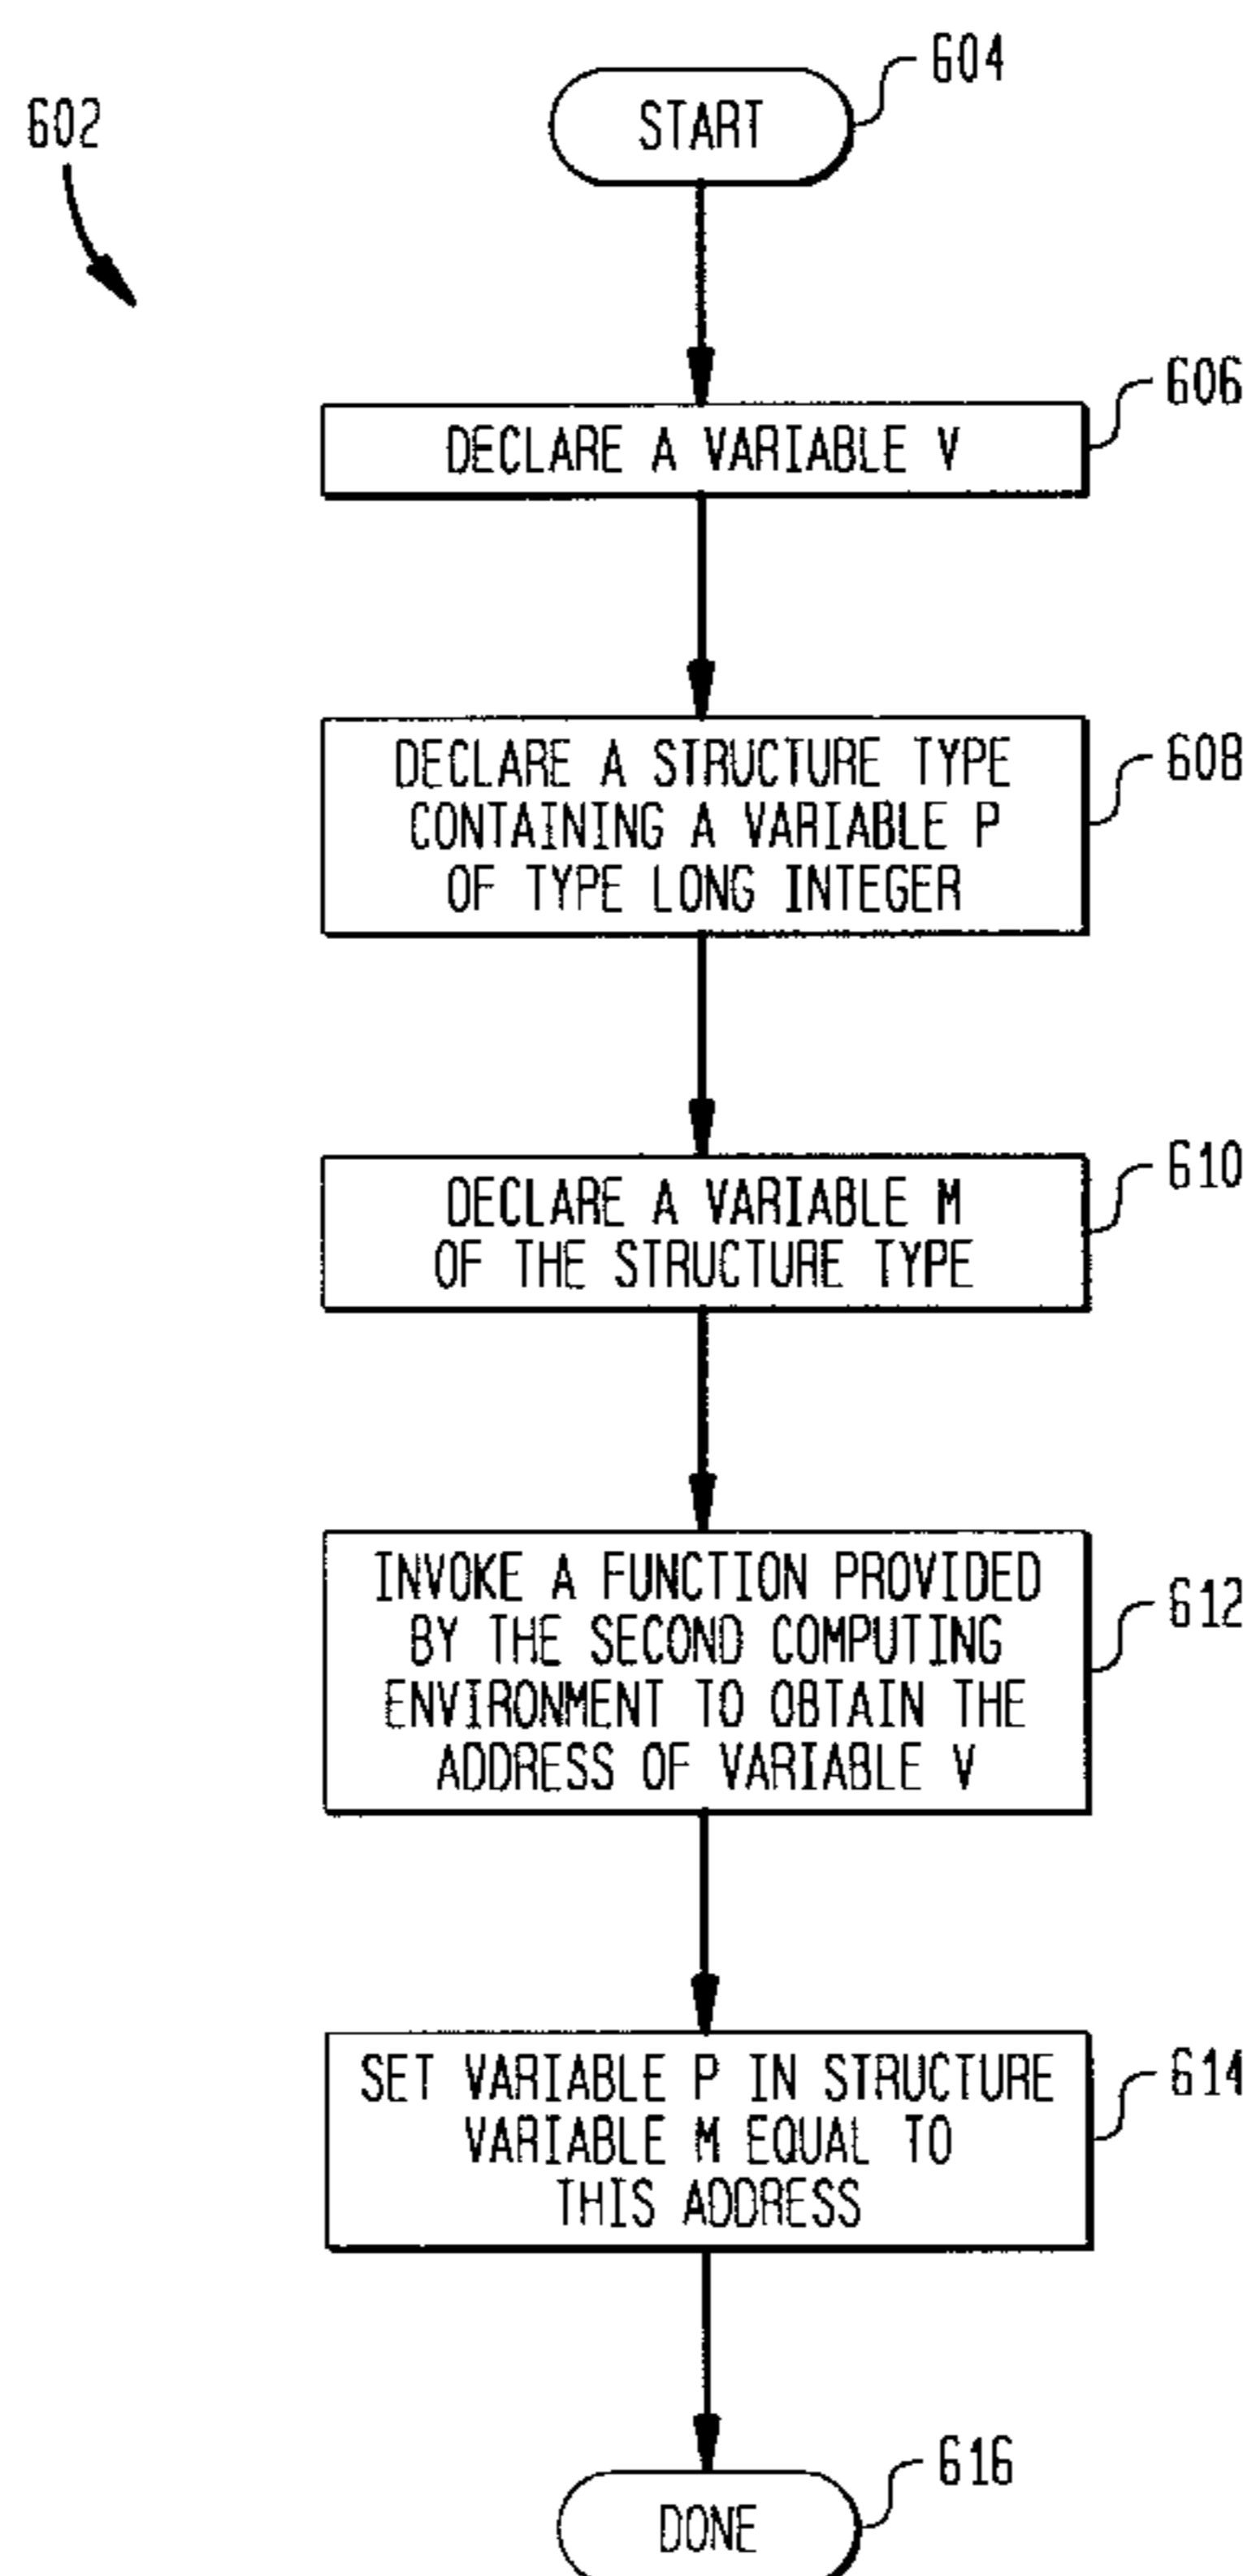 602
604
START
606
DECLARE A VARIABLE V
608
DECLARE A STRUCTURE TYPE
CONTAINING A VARIABLE P
OF TYPE LONG INTEGER
610
DECLARE A VARIABLE M
OF THE STRUCTURE TYPE
612
INVOKE A FUNCTION PROVIDED
BY THE SECOND COMPUTING
ENVIRONMENT TO OBTAIN THE
ADDRESS OF VARIABLE V
614
SET VARIABLE P IN STRUCTURE
VARIABLE M EQUAL TO
THIS ADDRESS
616
DONE